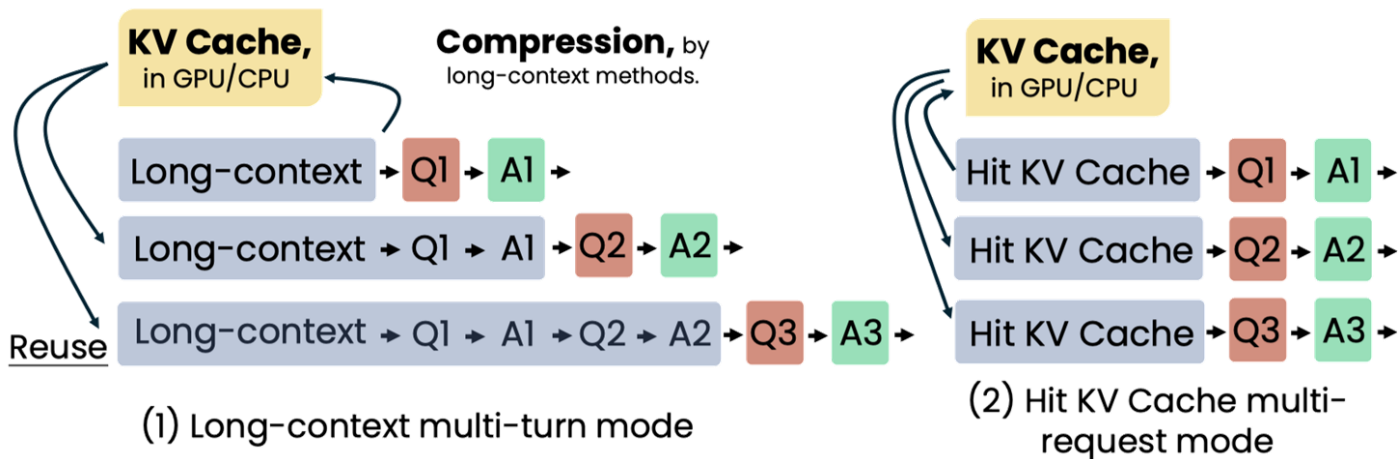 KV Cache,
in GPU/CPU
Compression, by
long-context methods.
Long-context Q1 A1
Long-context Q1 A1 Q2 A2
Reuse Long-context Q1 A1 Q2 A2 Q3 A3
(1) Long-context multi-turn mode
KV Cache,
in GPU/CPU
Hit KV Cache Q1 A1
Hit KV Cache Q2 A2
Hit KV Cache Q3 A3
(2) Hit KV Cache multi-
request mode